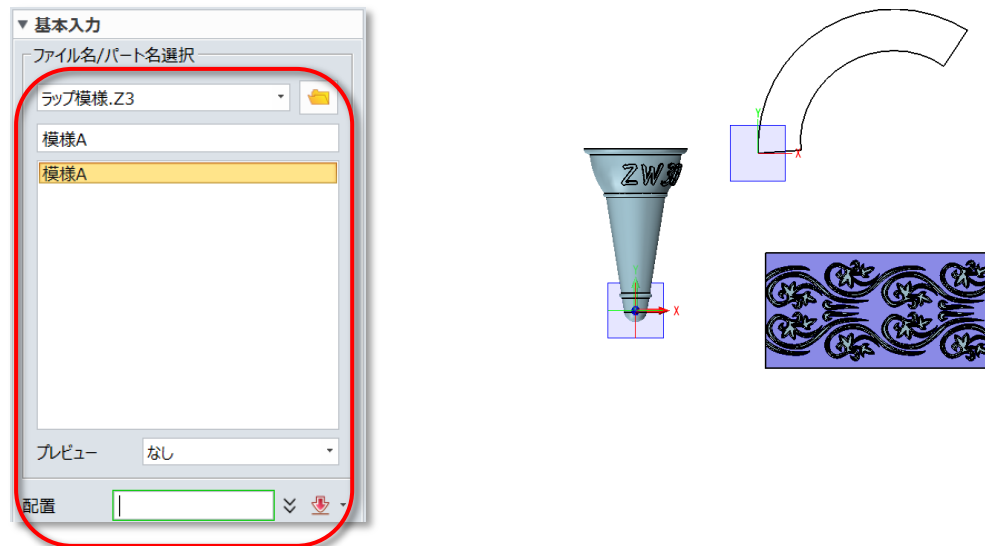 ▼ 基本入力
ファイル名/パート名選択
ラップ模様.Z3
模様A
模様A
プレビュー なし
配置
Y
X
ZW3D
Y
X